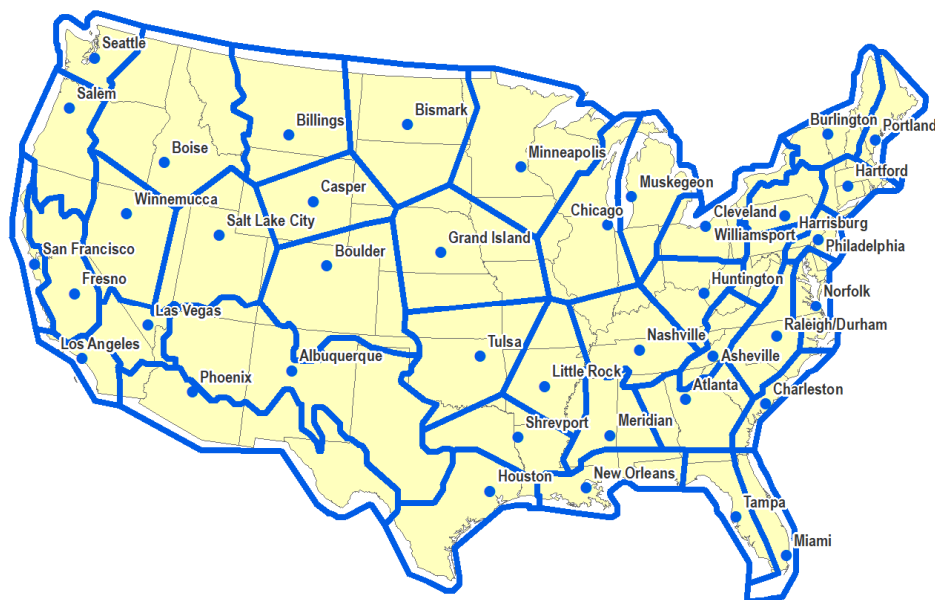 Seattle
Salem
Billings
Bismark
Burlington
Portland
Minneapolis
Boise
Hartford
Muskegeon
Casper
Winnemucca
Chicago
Cleveland
Salt Lake City
Harrisburg
Grand Island
Williamsport
San Francisco
Boulder
Philadelphia
Fresno
Huntington
Norfolk
Las Vegas
Raleigh/Durham
Nashville
Los Angeles
Tulsa
Albuquerque
Asheville
Little Rock
Phoenix
Atlanta
Charleston
Shrevport
Meridian
Houston
New Orleans
Tampa
Miami